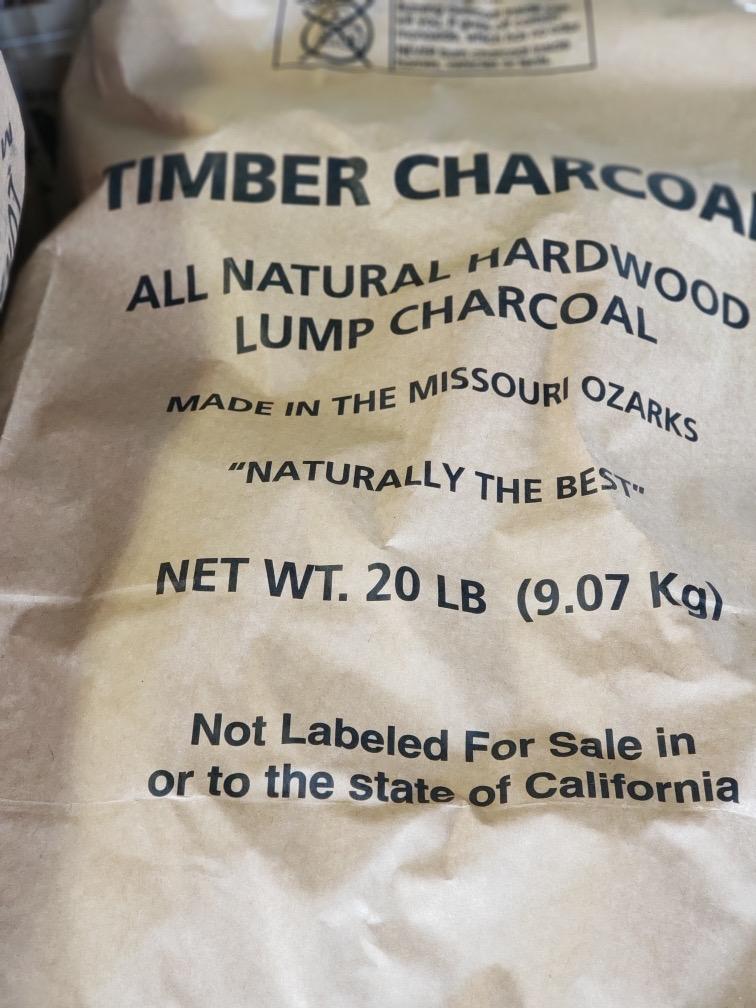 TIMBER CHARCOAL
ALL NATURAL HARDWOOD
LUMP CHARCOAL
MADE IN THE MISSOURI OZARKS
"NATURALLY THE BEST"
NET WT. 20 LB (9.07 Kg)
Not Labeled For Sale in
or to the state of California